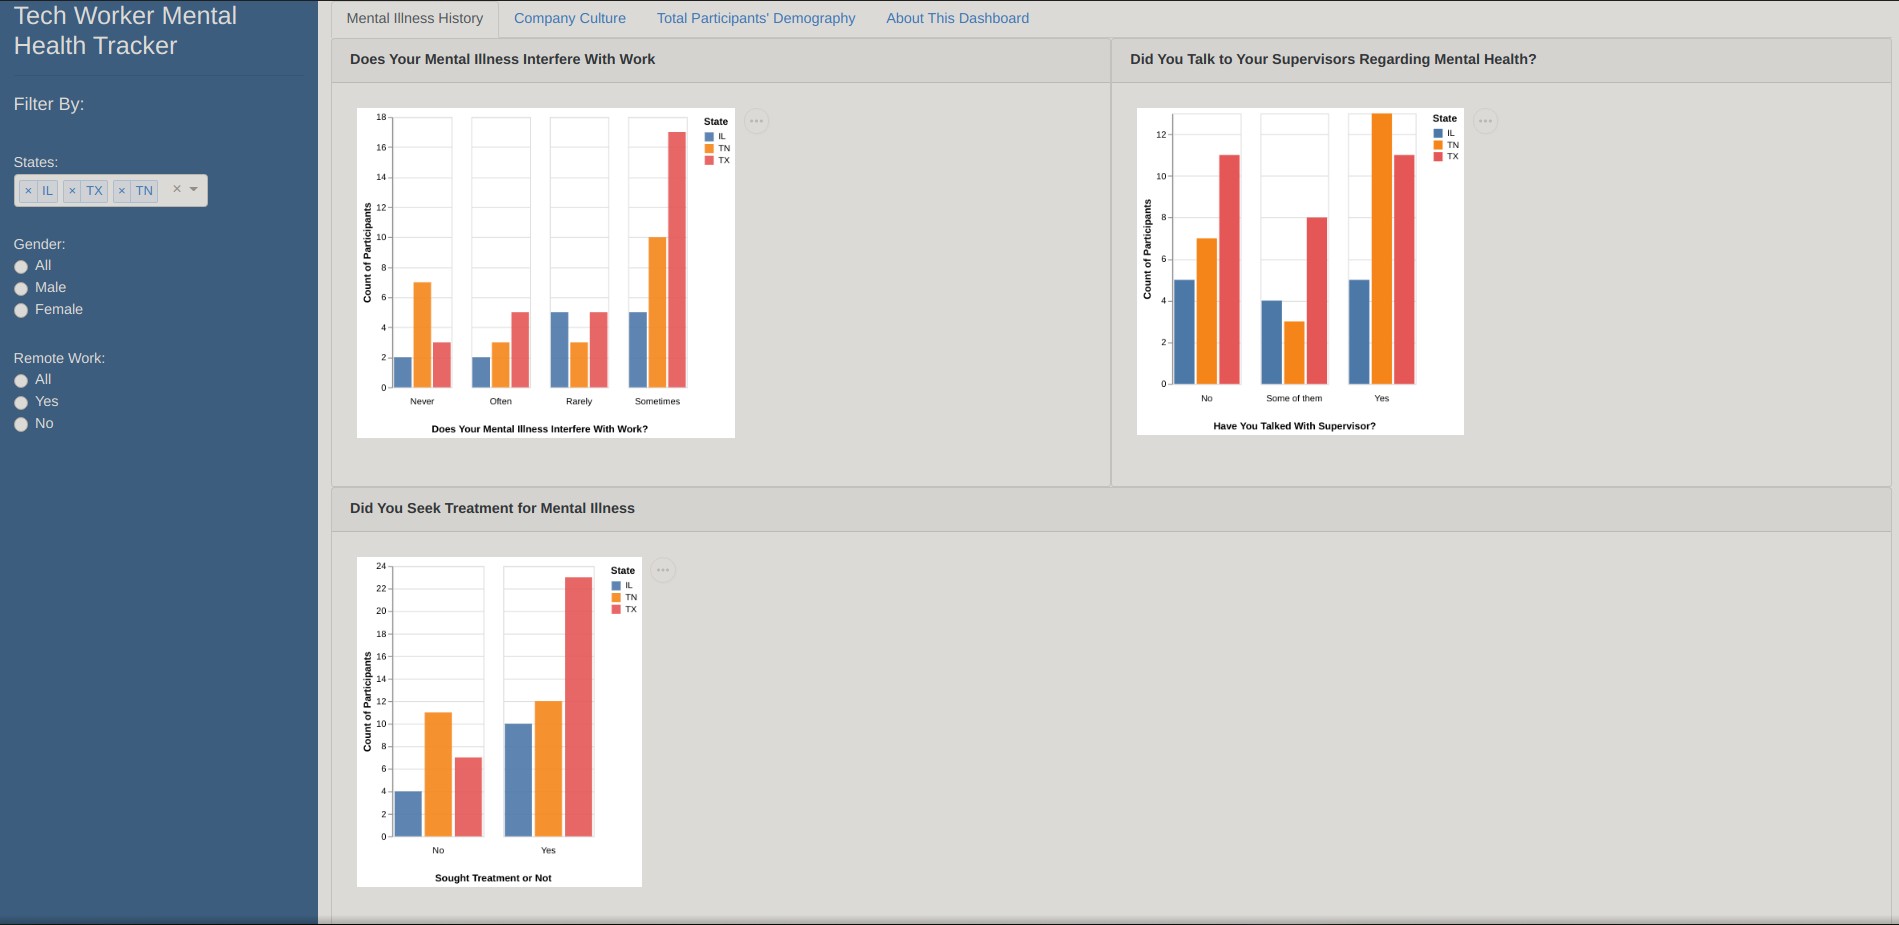 Tech Worker Mental
Health Tracker
Filter By:
States:
× IL × TX × TN ×
Gender:
All
Male
Female
Remote Work:
All
Yes
No
Mental Illness History Company Culture Total Participants' Demography About This Dashboard
Does Your Mental Illness Interfere With Work
18
16
14
12
10
8
6
4
2
0
Count of Participants
Never Often Rarely Sometimes
Does Your Mental Illness Interfere With Work?
State
IL
TN
TX
Did You Talk to Your Supervisors Regarding Mental Health?
12
10
8
6
4
2
0
Count of Participants
No Some of them Yes
Have You Talked With Supervisor?
State
IL
TN
TX
Did You Seek Treatment for Mental Illness
24
22
20
18
16
14
12
10
8
6
4
2
0
Count of Participants
No Yes
Sought Treatment or Not
State
IL
TN
TX